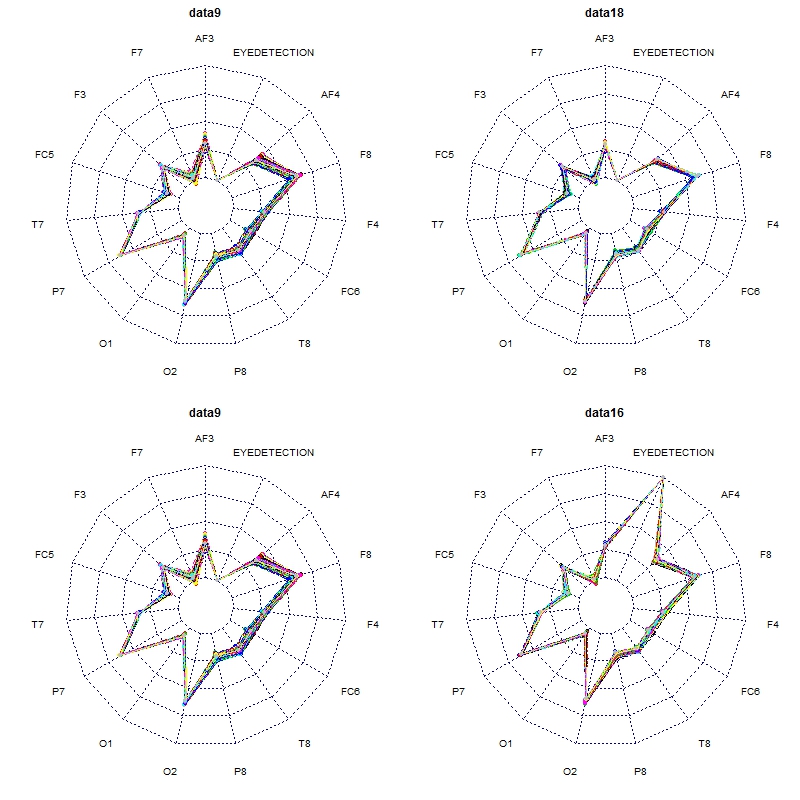 data9
AF3
F7
EYEDETECTION
F3
AF4
FC5
F8
T7
F4
P7
FC6
O1
T8
O2
P8
data18
AF3
F7
EYEDETECTION
F3
AF4
FC5
F8
T7
F4
P7
FC6
O1
T8
O2
P8
data9
AF3
F7
EYEDETECTION
F3
AF4
FC5
F8
T7
F4
P7
FC6
O1
T8
O2
P8
data16
AF3
F7
EYEDETECTION
F3
AF4
FC5
F8
T7
F4
P7
FC6
O1
T8
O2
P8